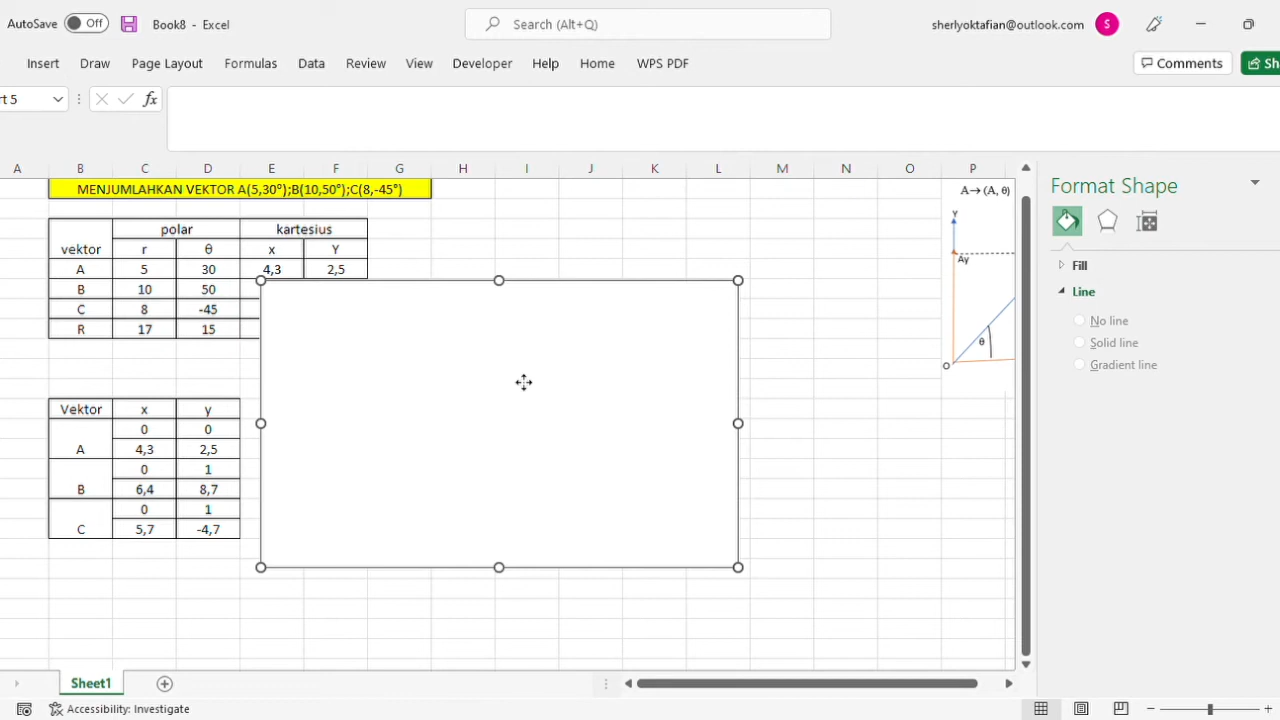 AutoSave Off Book8 - Excel Search (Alt+Q) sherlyoktafian@outlook.com S
Insert Draw Page Layout Formulas Data Review View Developer Help Home WPS PDF Comments Sh
rt 5 fx
A B C D E F G H I J K L M N O P
MENJUMLAHKAN VEKTOR A(5,30°);B(10,50°);C(8,-45°)
vektor polar kartesius
r θ x Y
A 5 30 4,3 2,5
B 10 50
C 8 -45
R 17 15
Vektor x y
0 0
A 4,3 2,5
0 1
B 6,4 8,7
0 1
C 5,7 -4,7
A→ (A, θ)
Y
Ay
θ
O
Format Shape
Fill
Line
No line
Solid line
Gradient line
Sheet1
Accessibility: Investigate